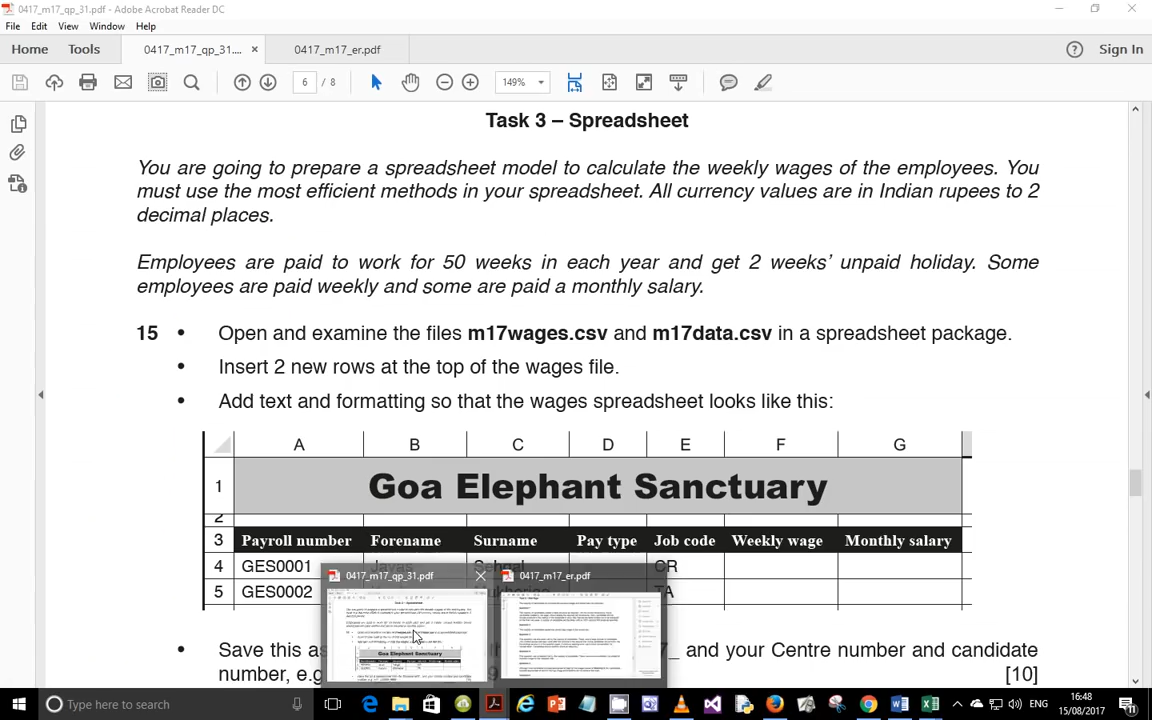 0417_m17_qp_31.pdf - Adobe Acrobat Reader DC
File Edit View Window Help
Home Tools 0417_m17_qp_31.... × 0417_m17_er.pdf Sign In
6 / 8 149%
Task 3 – Spreadsheet
You are going to prepare a spreadsheet model to calculate the weekly wages of the employees. You
must use the most efficient methods in your spreadsheet. All currency values are in Indian rupees to 2
decimal places.
Employees are paid to work for 50 weeks in each year and get 2 weeks' unpaid holiday. Some
employees are paid weekly and some are paid a monthly salary.
15 • Open and examine the files m17wages.csv and m17data.csv in a spreadsheet package.
• Insert 2 new rows at the top of the wages file.
• Add text and formatting so that the wages spreadsheet looks like this:
A B C D E F G
1 Goa Elephant Sanctuary
2
3 Payroll number Forename Surname Pay type Job code Weekly wage Monthly salary
4 GES0001 Javas Sehgal CR
5 GES0002 TA
0417_m17_qp_31.pdf 0417_m17_er.pdf
• Save this as 7_ and your Centre number and candidate
number, e.g. [10]
Type here to search
ENG
16:48
15/08/2017